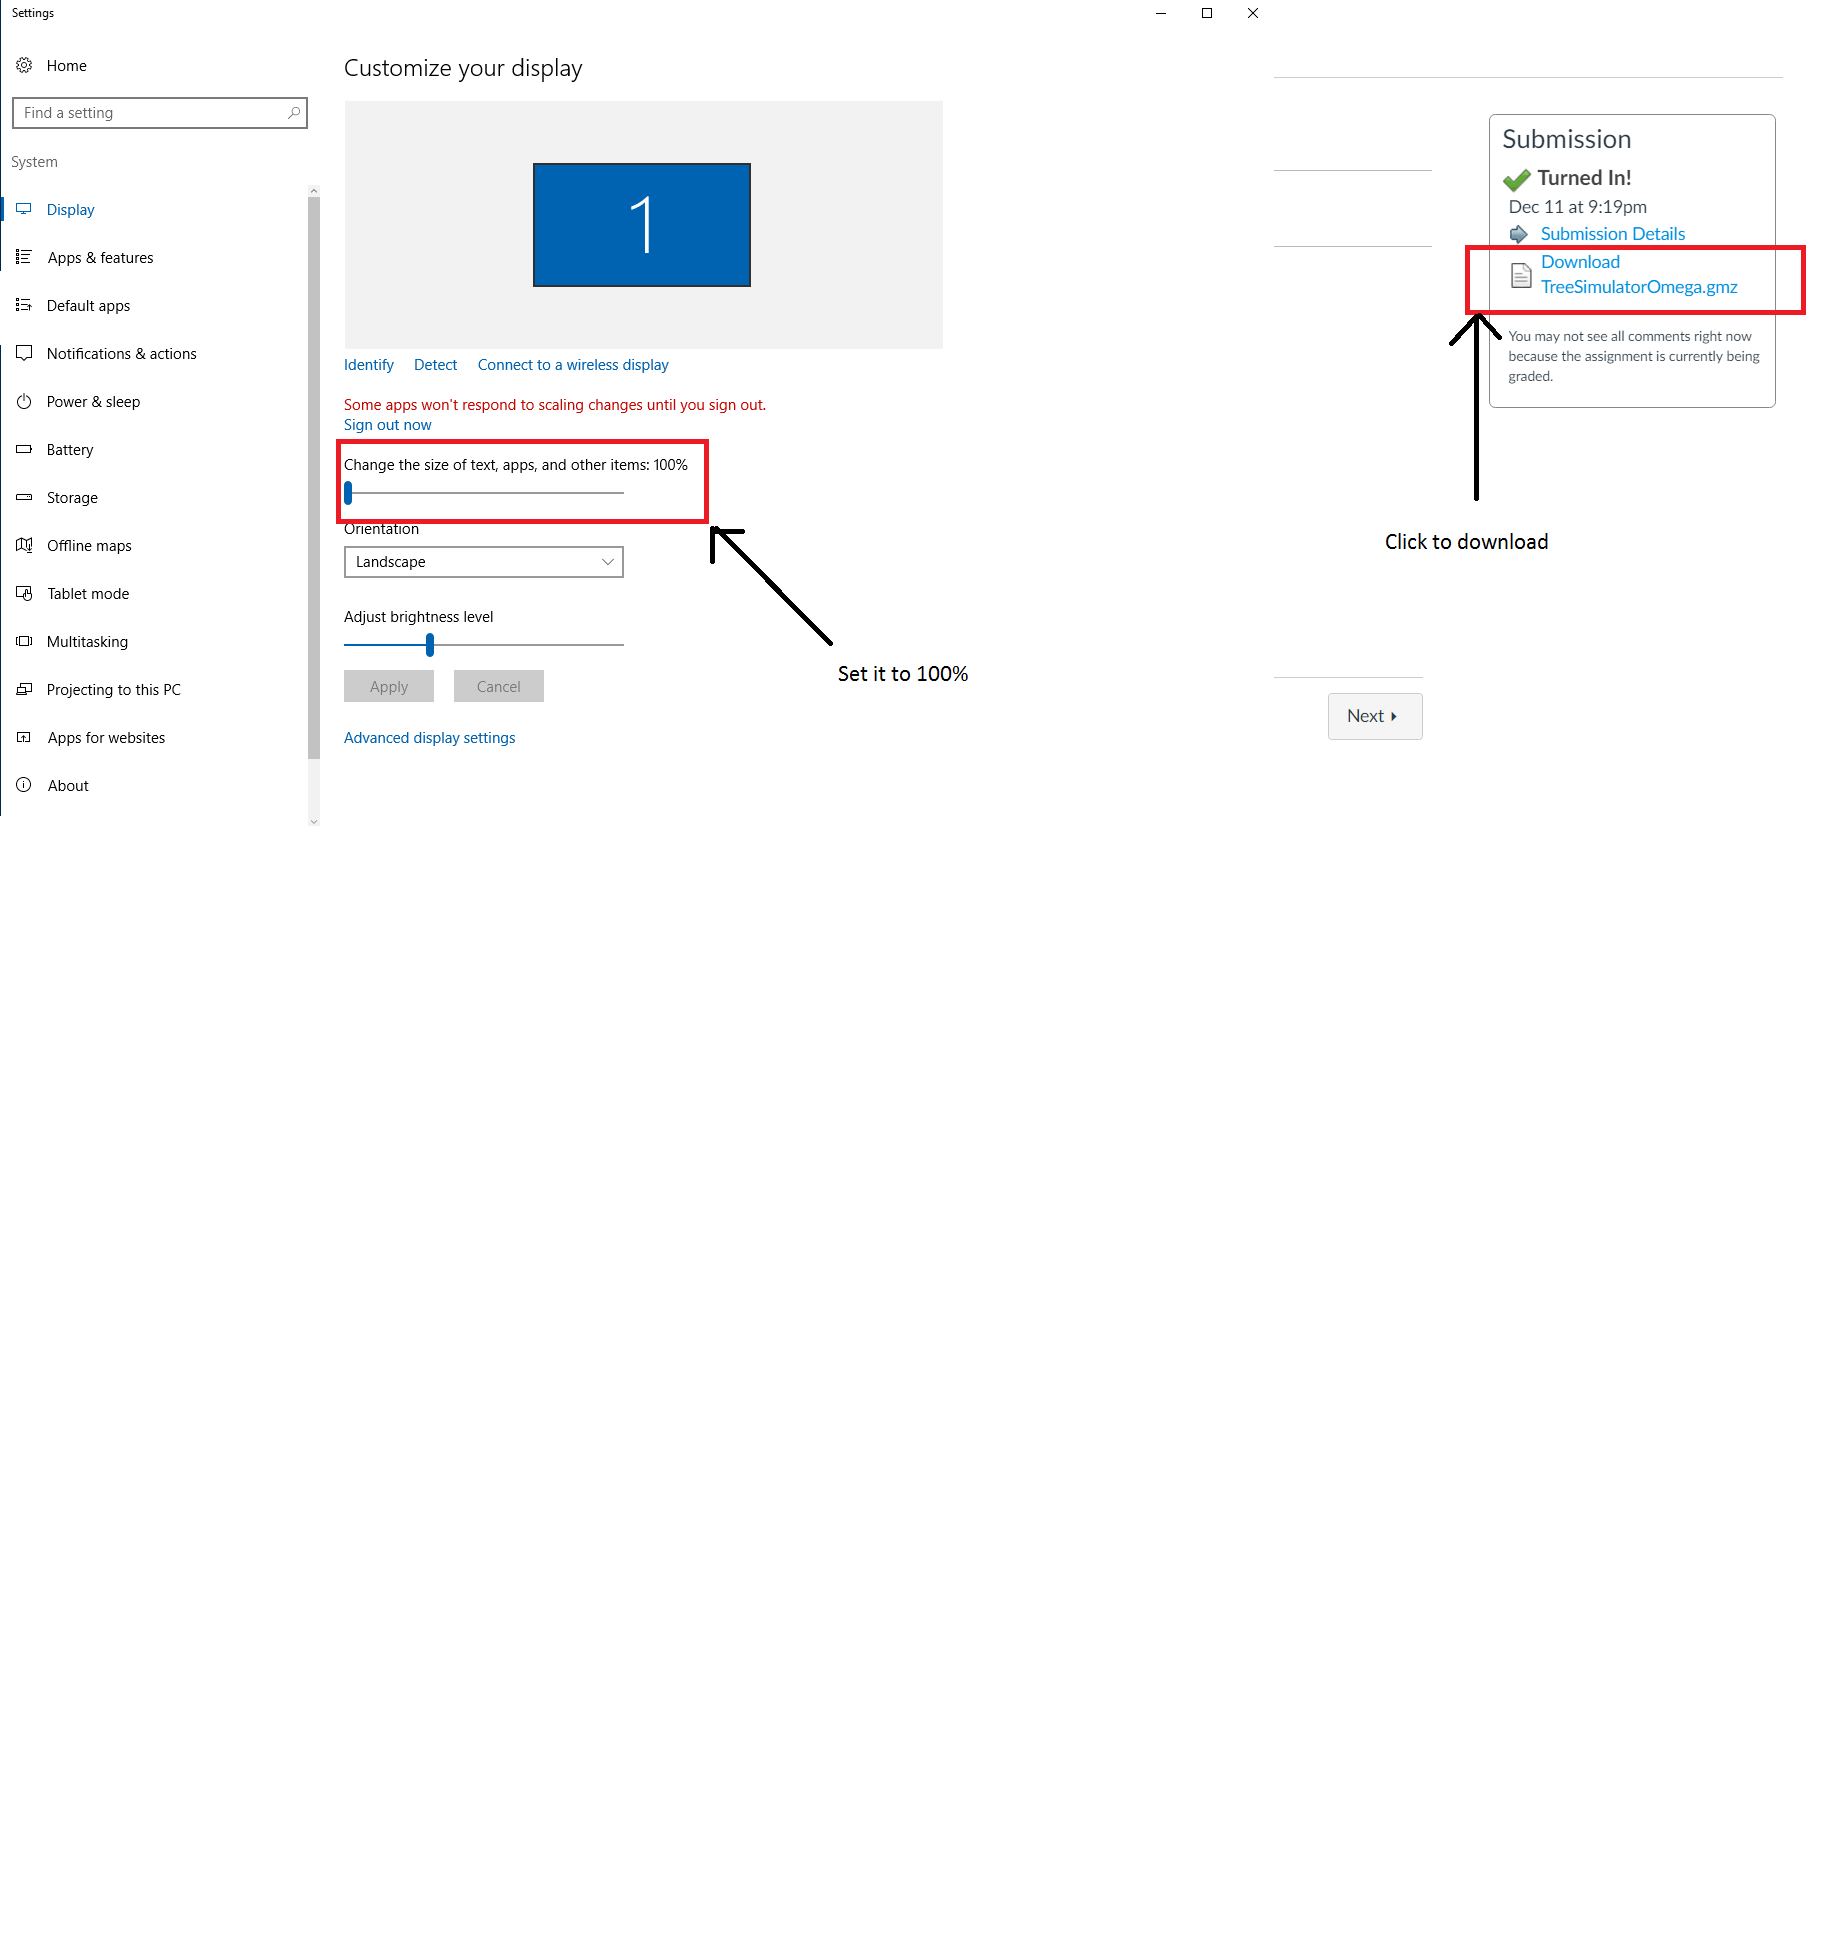 Settings
Home
Find a setting
System
Display
Apps & features
Default apps
Notifications & actions
Power & sleep
Battery
Storage
Offline maps
Tablet mode
Multitasking
Projecting to this PC
Apps for websites
About
Customize your display
1
Identify Detect Connect to a wireless display
Some apps won't respond to scaling changes until you sign out.
Sign out now
Change the size of text, apps, and other items: 100%
Orientation
Landscape
Adjust brightness level
Apply Cancel
Advanced display settings
Set it to 100%
Submission
Turned In!
Dec 11 at 9:19pm
Submission Details
Download
TreeSimulatorOmega.gmz
You may not see all comments right now
because the assignment is currently being
graded.
Click to download
Next